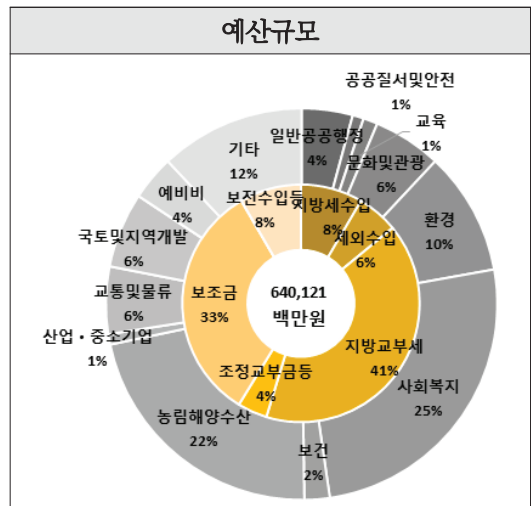 예산규모
공공질서및안전
1%
교육
1%
일반공공행정
4%
문화및관광
6%
기타
12%
예비비
4%
보전수입등
8%
지방세수입
8%
세외수입
6%
환경
10%
국토및지역개발
6%
교통및물류
6%
보조금
33%
640,121
백만원
산업·중소기업
1%
지방교부세
41%
조정교부금등
4%
사회복지
25%
농림해양수산
22%
보건
2%